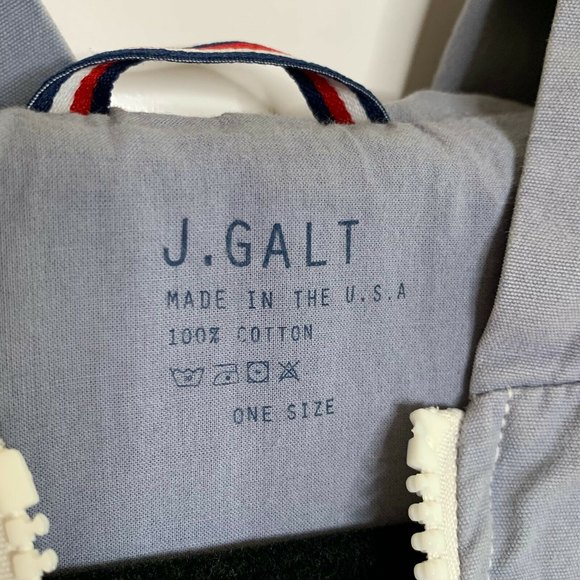 J.GALT
MADE IN THE U.S.A
100% COTTON
ONE SIZE